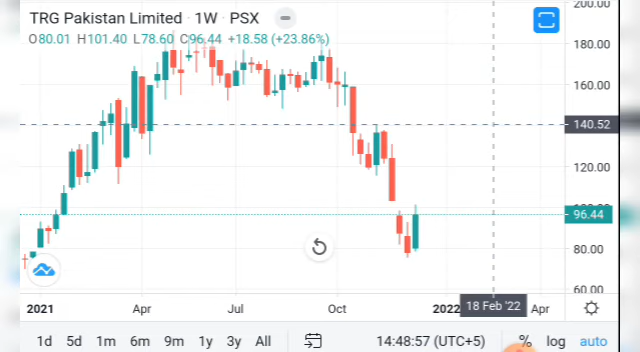 TRG Pakistan Limited 1W PSX
O80.01 H101.40 L78.60 C96.44 +18.58 (+23.86%)
200.00
180.00
160.00
140.52
120.00
100.00
96.44
80.00
60.00
2021 Apr Jul Oct 2022 18 Feb '22 Apr
1d 5d 1m 6m 9m 1y 3y All 14:48:57 (UTC+5) % log auto